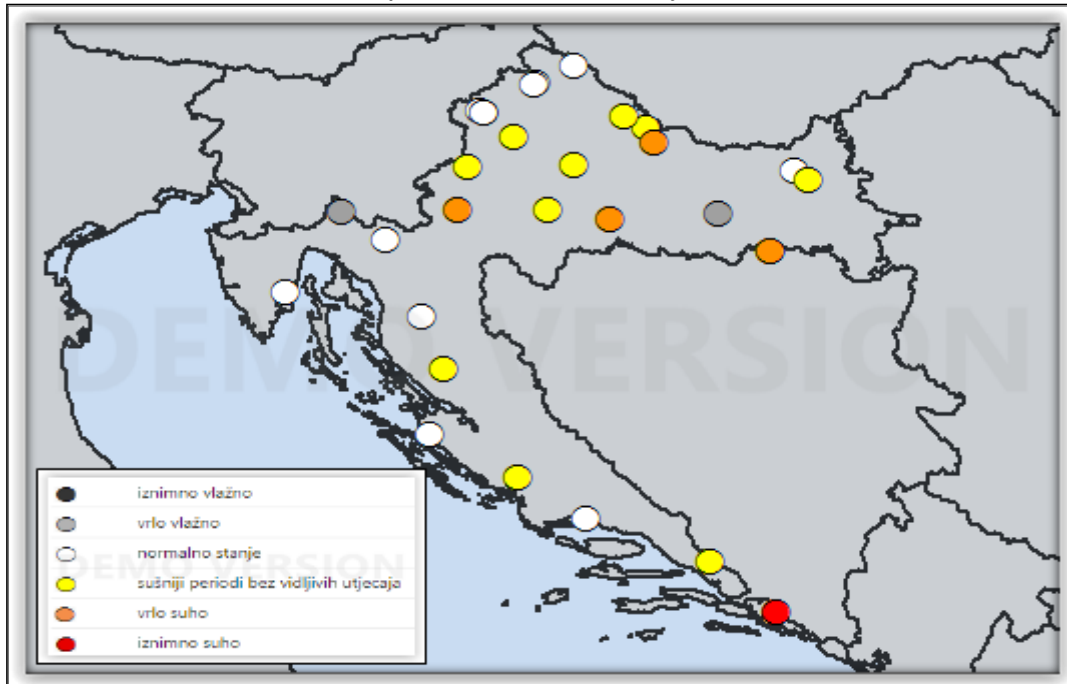 DEMO VERSION
iznimno vlažno
vrlo vlažno
normalno stanje
DEMO VERSION
sušniji periodi bez vidljivih utjecaja
vrlo suho
iznimno suho